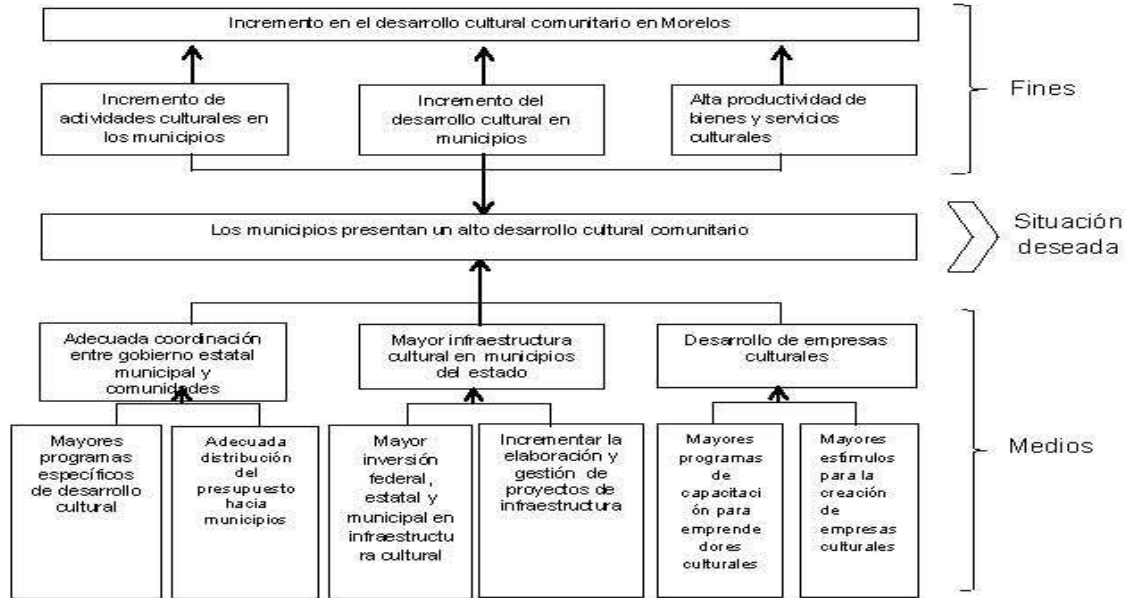 Incremento en el desarrollo cultural comunitario en Morelos
Incremento de
actividades culturales en
los municipios
Incremento del
desarrollo cultural en
municipios
Alta productividad de
bienes y servicios
culturales
Fines
Los municipios presentan un alto desarrollo cultural comunitario
Situación
deseada
Adecuada coordinación
entre gobierno estatal
municipal y
comunidades
Mayor infraestructura
cultural en municipios
del estado
Desarrollo de empresas
culturales
Mayores
programas
específicos
de desarrollo
cultural
Adecuada
distribución del
presupuesto
hacia
municipios
Mayor
inversión
federal,
estatal y
municipal en
infraestructu
ra cultural
Incrementar la
elaboración y
gestión de
proyectos de
infraestructura
Mayores
programas
de
capacitaci
ón para
emprende
dores
culturales
Mayores
estímulos
para la
creación
de
empresas
culturales
Medios